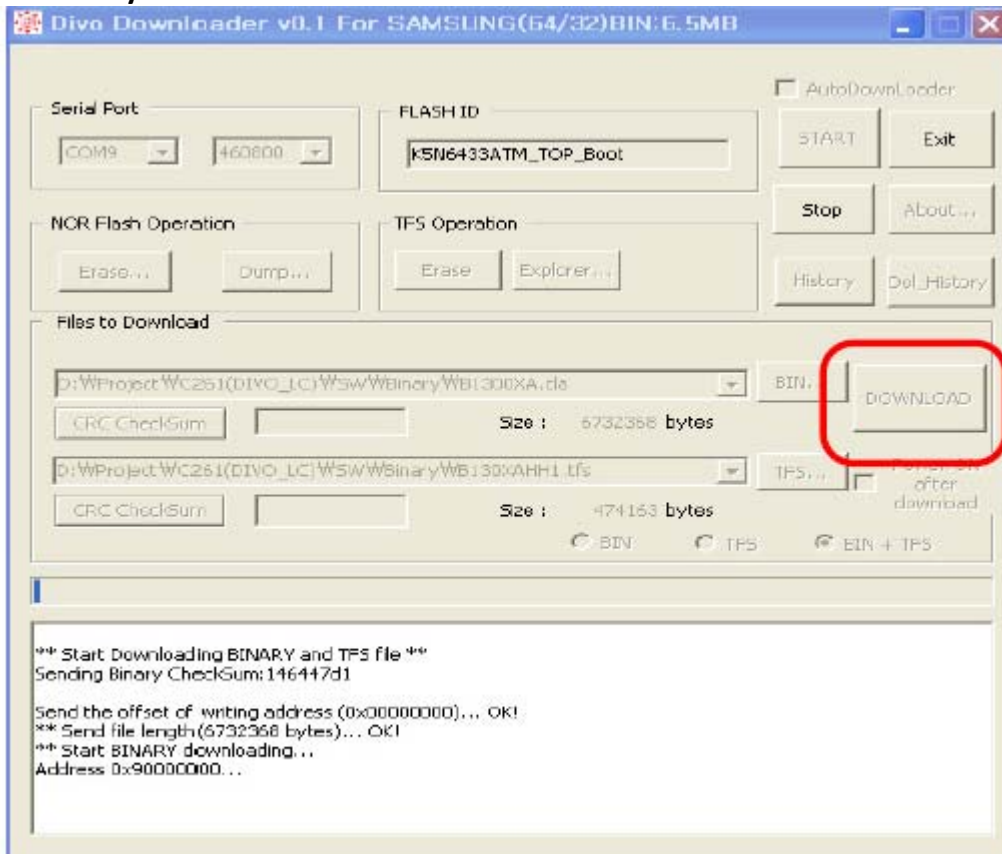 Divo Downloader v0.1 For SAMSUNG(64/32)BIN:6.5MB
AutoDownLoader
Serial Port
COM9
460800
FLASH ID
K5N6433ATM_TOP_Boot
START
Exit
Stop
About...
NOR Flash Operation
Erase...
Dump...
TFS Operation
Erase
Explorer...
History
Del_History
Files to Download
D:₩Project₩C261(DIVO_LC)₩SW₩Binary₩B1300XA.cla
BIN...
DOWNLOAD
CRC CheckSum
Size : 6732368 bytes
D:₩Project₩C261(DIVO_LC)₩SW₩Binary₩B130XAHH1.tfs
TFS...
after
download
CRC CheckSum
Size : 474163 bytes
BIN
TFS
BIN + TFS
** Start Downloading BINARY and TFS file **
Sending Binary CheckSum:146447d1
Send the offset of writing address (0x00000000)... OK!
** Send file length(6732368 bytes)... OK!
** Start BINARY downloading...
Address 0x90000000...